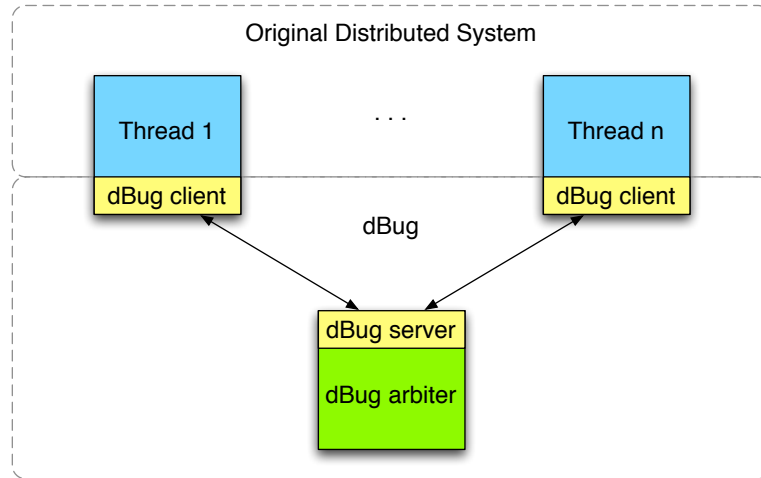 Original Distributed System
Thread 1
. . .
Thread n
dBug client
dBug client
dBug
dBug server
dBug arbiter